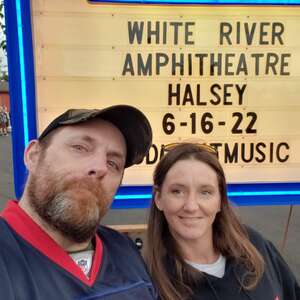 WHITE RIVER
AMPHITHEATRE
HALSEY
6-16-22